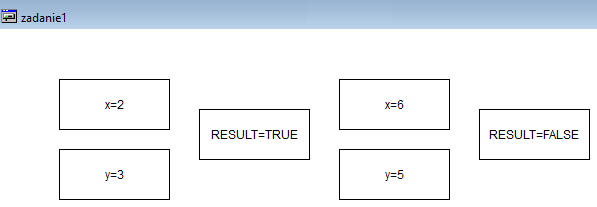 zadanie1
x=2
y=3
RESULT=TRUE
x=6
y=5
RESULT=FALSE